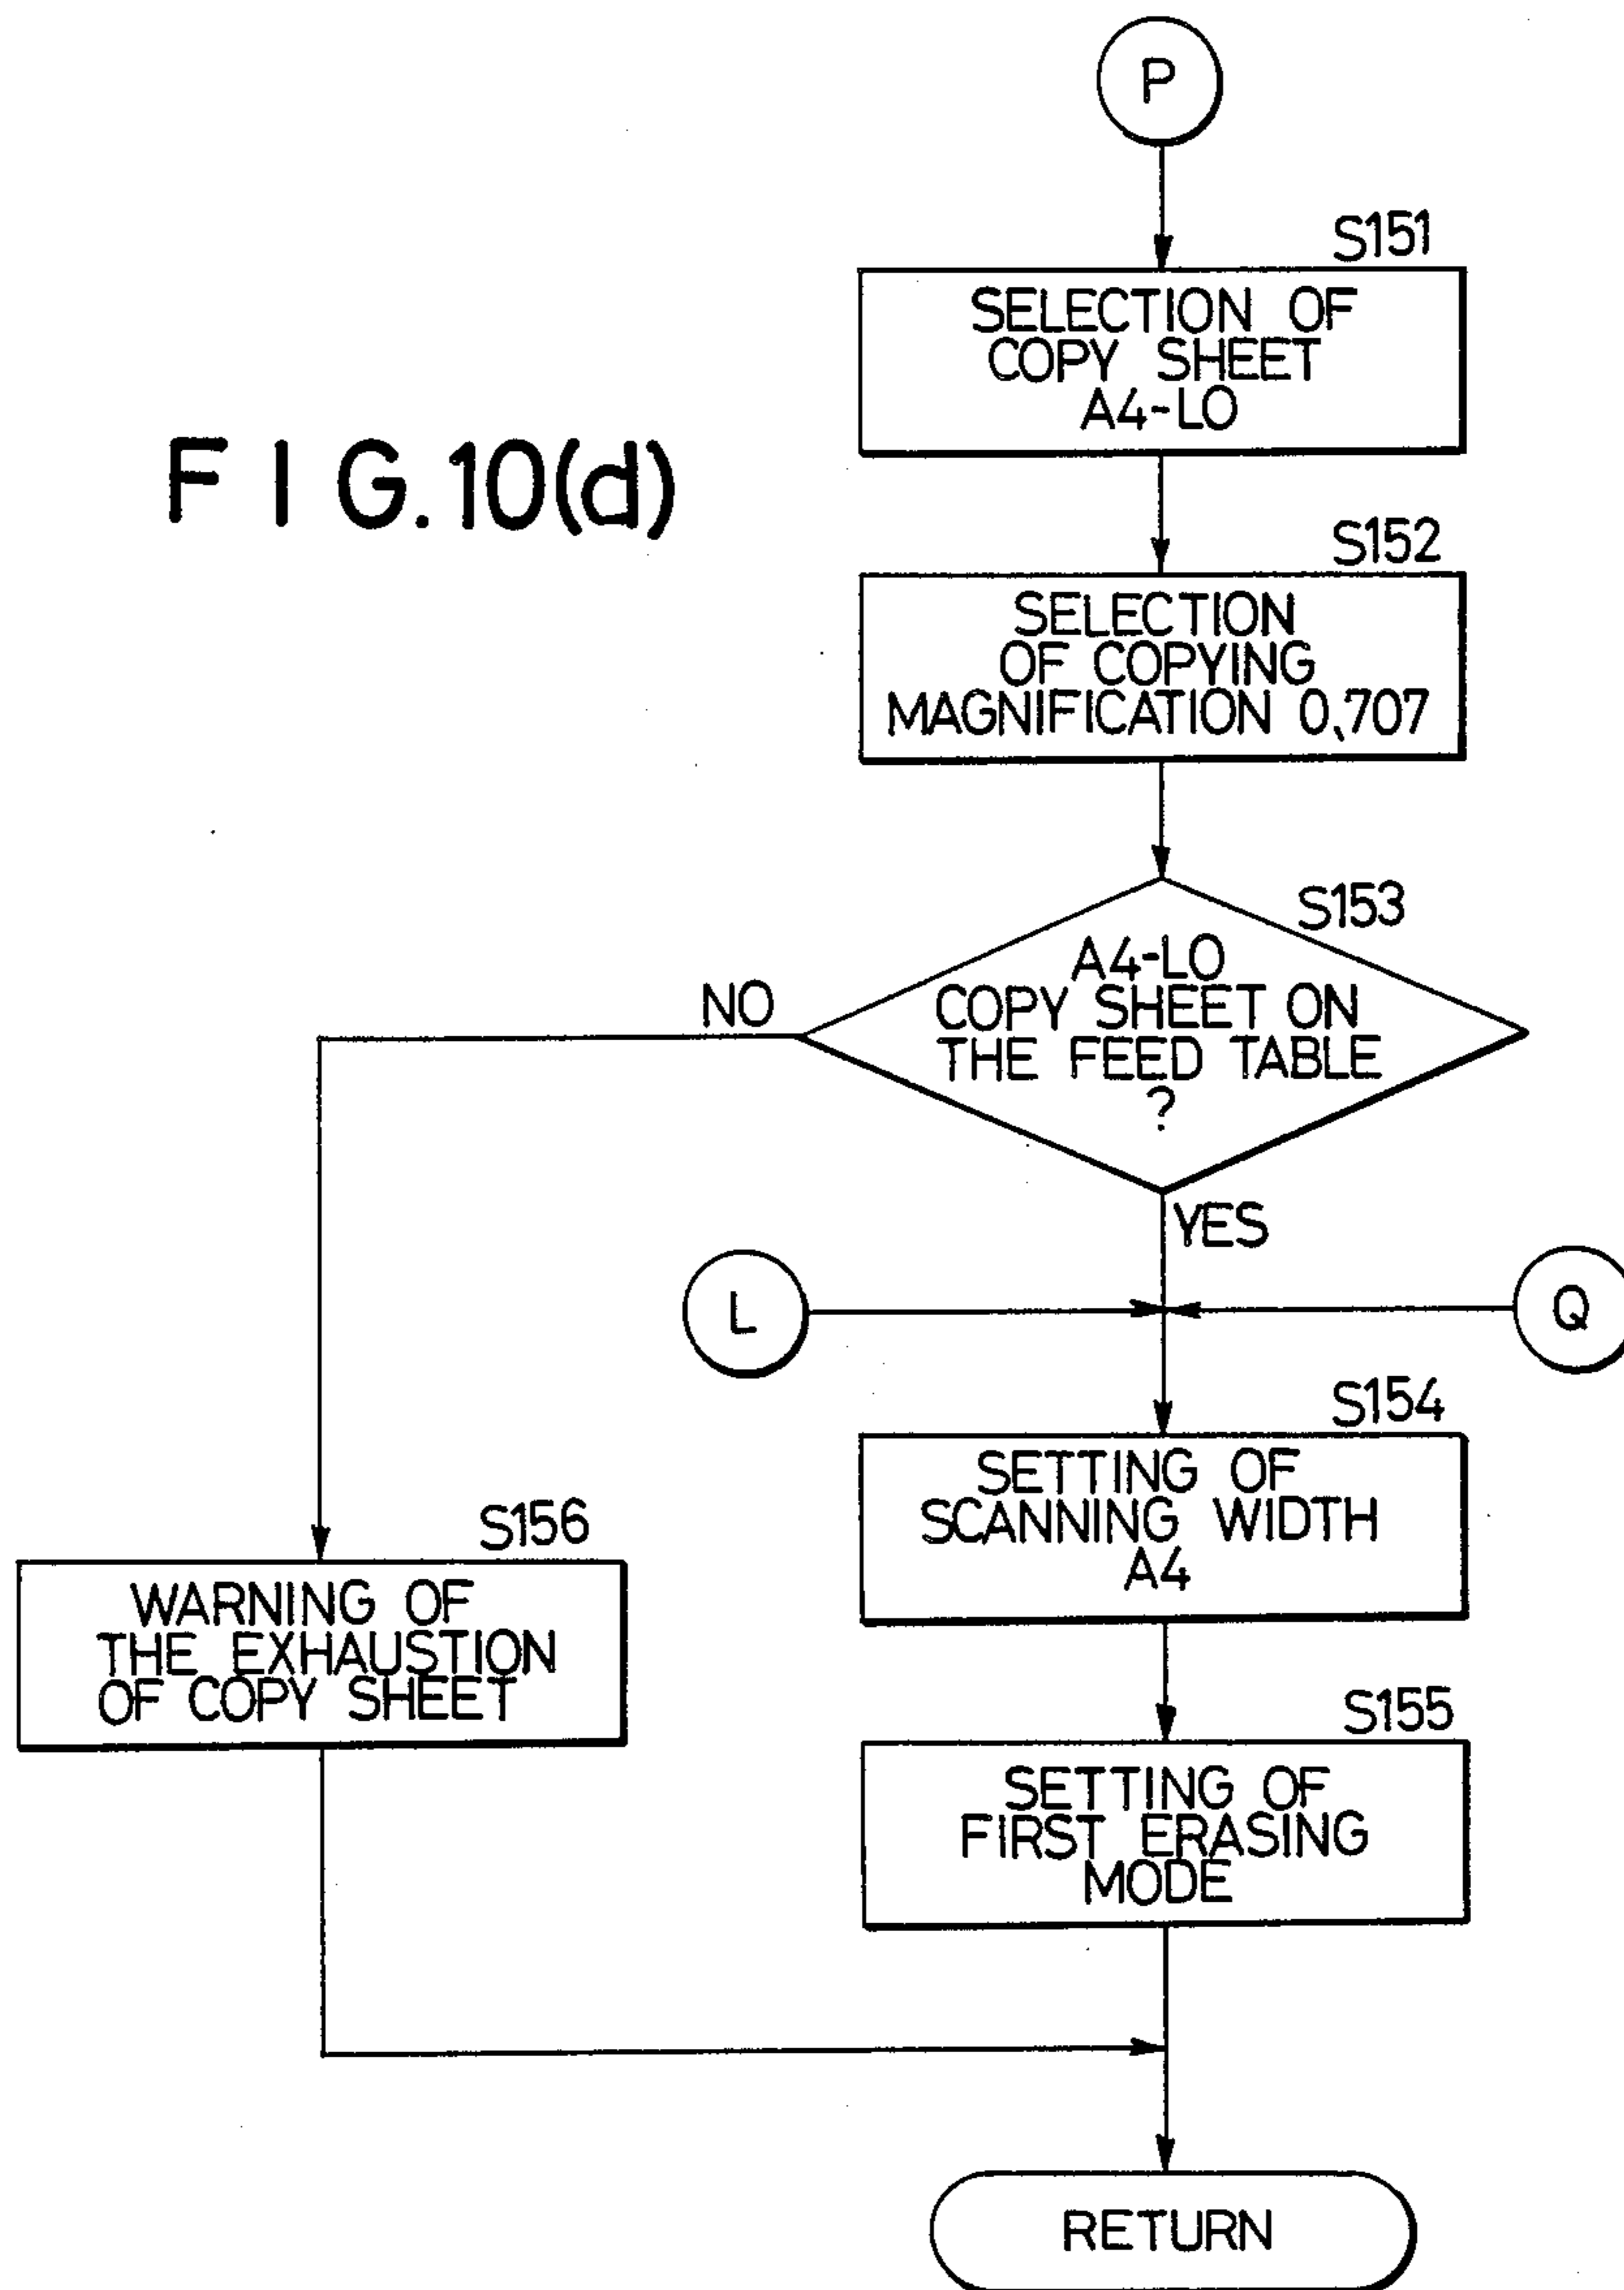 P
S151
SELECTION OF
COPY SHEET
A4-LO
FIG.10(d)
S152
SELECTION
OF COPYING
MAGNIFICATION 0.707
S153
A4-LO
COPY SHEET ON
THE FEED TABLE
?
NO
YES
L
Q
S154
SETTING OF
SCANNING WIDTH
A4
S156
WARNING OF
THE EXHAUSTION
OF COPY SHEET
S155
SETTING OF
FIRST ERASING
MODE
RETURN